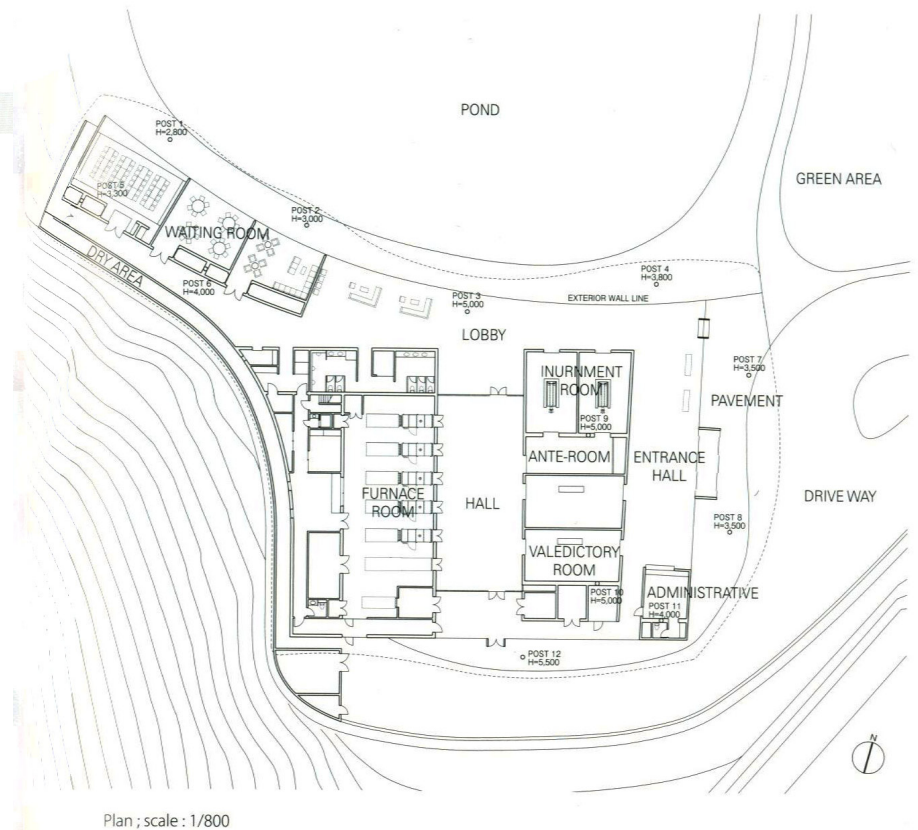 POND
POST 1
H=2,800
GREEN AREA
POST 5
H=3,300
POST 2
H=3,000
WAITING ROOM
DRY AREA
POST 6
H=4,000
POST 4
H=3,800
POST 3
H=5,000
EXTERIOR WALL LINE
LOBBY
POST 7
H=3,500
INURNMENT
ROOM
PAVEMENT
POST 9
H=5,000
ANTE-ROOM
ENTRANCE
HALL
FURNACE
ROOM
HALL
DRIVE WAY
POST 8
H=3,500
VALEDICTORY
ROOM
POST 10
H=5,000
ADMINISTRATIVE
POST 11
H=4,000
POST 12
H=5,500
N
Plan ; scale : 1/800